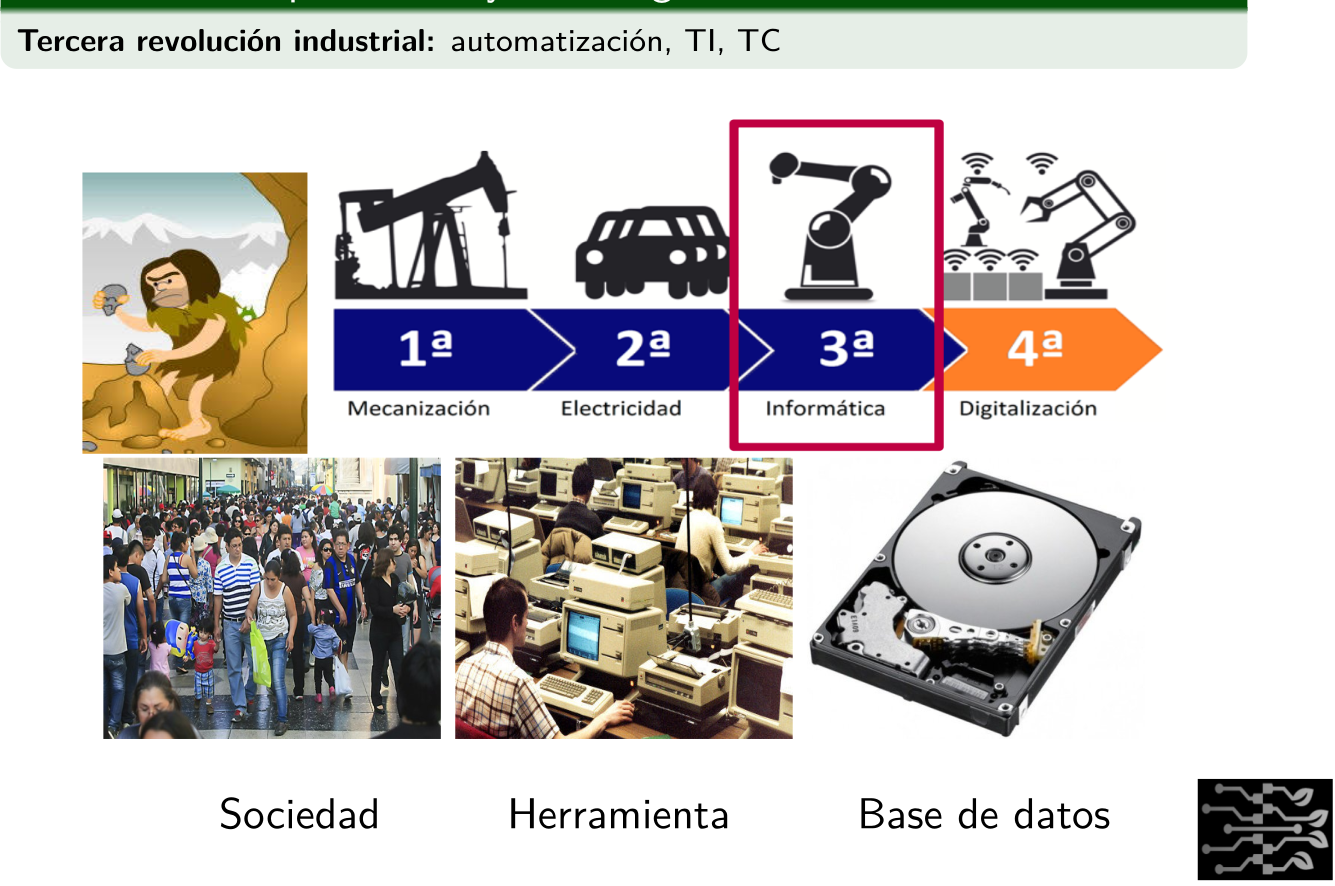 Tercera revolución industrial: automatización, TI, TC
1ª
2ª
3ª
4ª
Mecanización
Electricidad
Informática
Digitalización
Sociedad
Herramienta
Base de datos